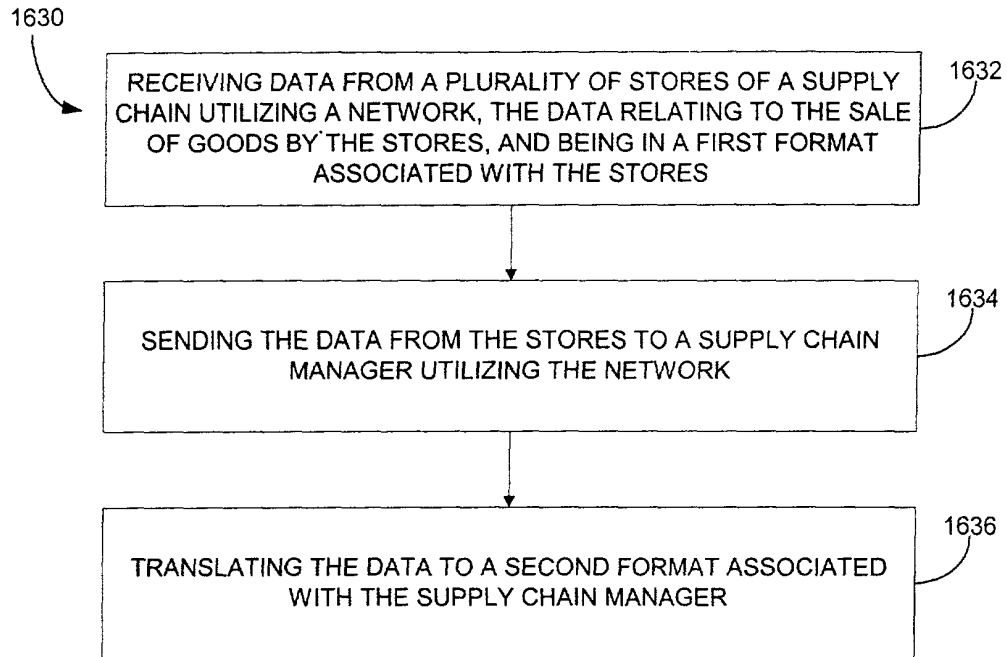 1630
RECEIVING DATA FROM A PLURALITY OF STORES OF A SUPPLY
CHAIN UTILIZING A NETWORK, THE DATA RELATING TO THE SALE
OF GOODS BY THE STORES, AND BEING IN A FIRST FORMAT
ASSOCIATED WITH THE STORES
1632
SENDING THE DATA FROM THE STORES TO A SUPPLY CHAIN
MANAGER UTILIZING THE NETWORK
1634
TRANSLATING THE DATA TO A SECOND FORMAT ASSOCIATED
WITH THE SUPPLY CHAIN MANAGER
1636